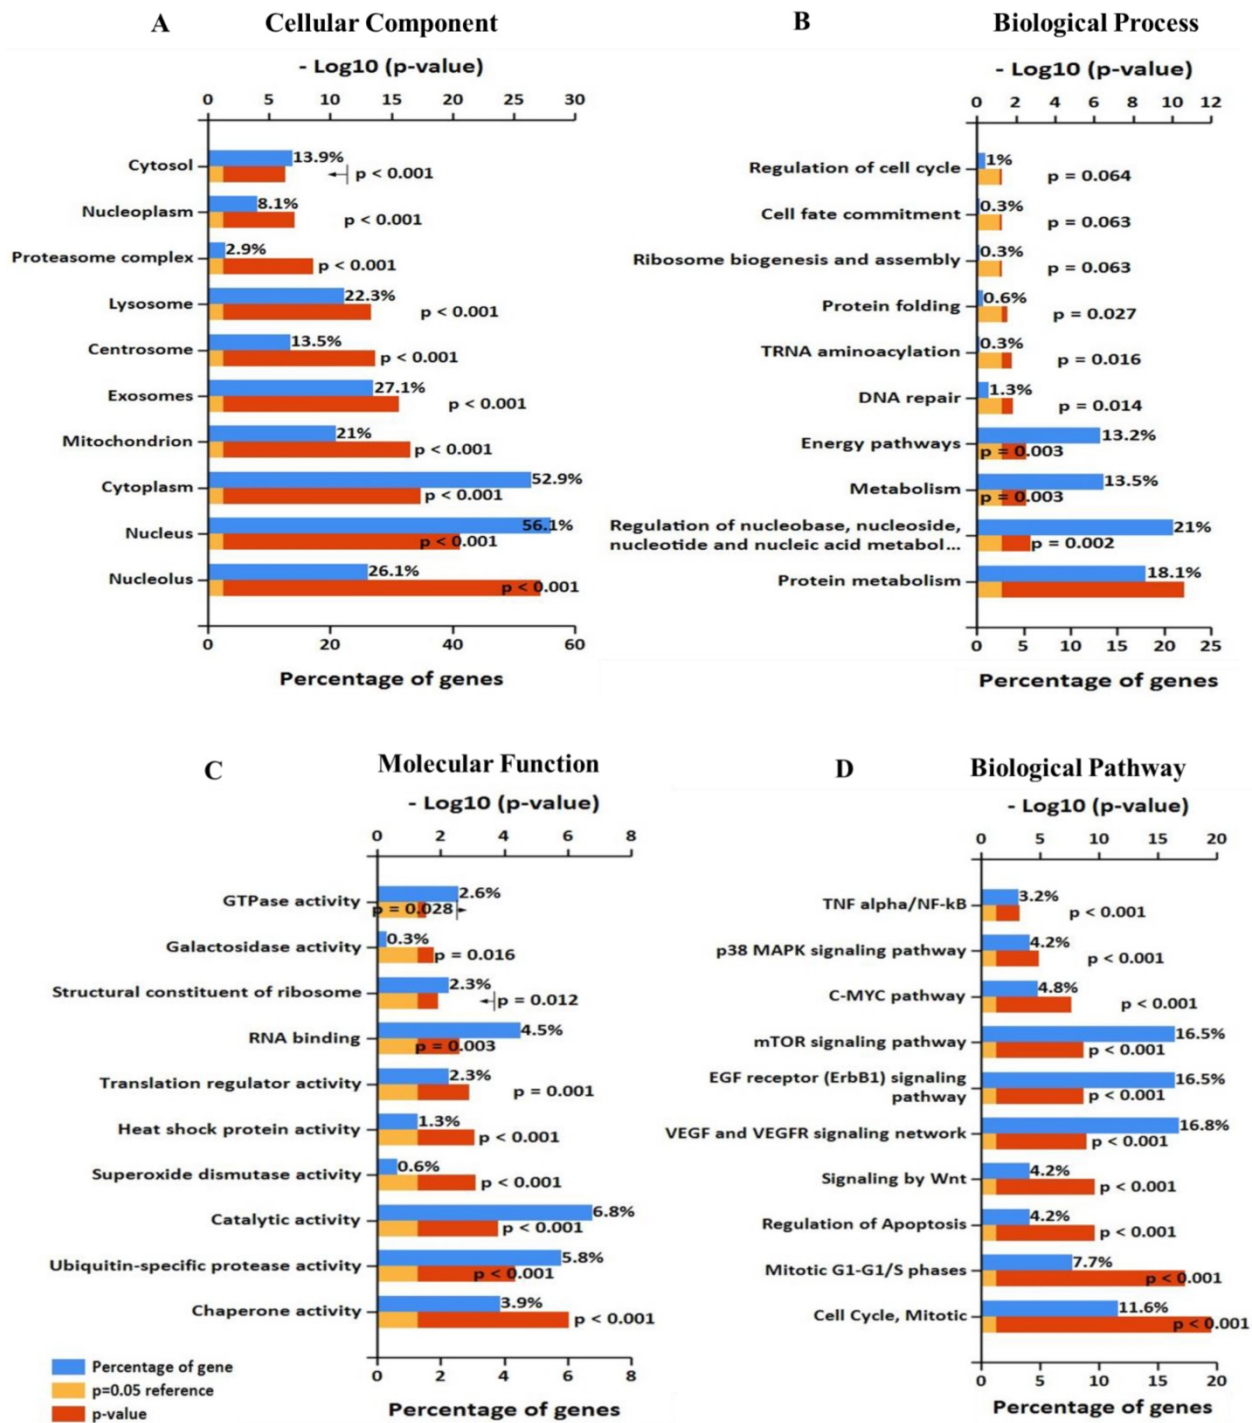 A Cellular Component
- Log10 (p-value)
0 5 10 15 20 25 30
Cytosol 13.9%
p < 0.001
Nucleoplasm 8.1%
p < 0.001
Proteasome complex 2.9%
p < 0.001
Lysosome 22.3%
p < 0.001
Centrosome 13.5%
p < 0.001
Exosomes 27.1%
p < 0.001
Mitochondrion 21%
p < 0.001
Cytoplasm 52.9%
p < 0.001
Nucleus 56.1%
p < 0.001
Nucleolus 26.1%
p < 0.001
0 20 40 60
Percentage of genes
B Biological Process
- Log10 (p-value)
0 2 4 6 8 10 12
Regulation of cell cycle 1%
p = 0.064
Cell fate commitment 0.3%
p = 0.063
Ribosome biogenesis and assembly 0.3%
p = 0.063
Protein folding 0.6%
p = 0.027
TRNA aminoacylation 0.3%
p = 0.016
DNA repair 1.3%
p = 0.014
Energy pathways 13.2%
p = 0.003
Metabolism 13.5%
p = 0.003
Regulation of nucleobase, nucleoside, 21%
nucleotide and nucleic acid metabol... p = 0.002
Protein metabolism 18.1%
0 5 10 15 20 25
Percentage of genes
C Molecular Function
- Log10 (p-value)
0 2 4 6 8
GTPase activity 2.6%
p = 0.028
Galactosidase activity 0.3%
p = 0.016
Structural constituent of ribosome 2.3%
p = 0.012
RNA binding 4.5%
p = 0.003
Translation regulator activity 2.3%
p = 0.001
Heat shock protein activity 1.3%
p < 0.001
Superoxide dismutase activity 0.6%
p < 0.001
Catalytic activity 6.8%
p < 0.001
Ubiquitin-specific protease activity 5.8%
p < 0.001
Chaperone activity 3.9%
p < 0.001
0 2 4 6 8
Percentage of genes
Percentage of gene
p=0.05 reference
p-value
D Biological Pathway
- Log10 (p-value)
0 5 10 15 20
TNF alpha/NF-kB 3.2%
p < 0.001
p38 MAPK signaling pathway 4.2%
p < 0.001
C-MYC pathway 4.8%
p < 0.001
mTOR signaling pathway 16.5%
p < 0.001
EGF receptor (ErbB1) signaling 16.5%
pathway p < 0.001
VEGF and VEGFR signaling network 16.8%
p < 0.001
Signaling by Wnt 4.2%
p < 0.001
Regulation of Apoptosis 4.2%
p < 0.001
Mitotic G1-G1/S phases 7.7%
p < 0.001
Cell Cycle, Mitotic 11.6%
p < 0.001
0 5 10 15 20
Percentage of genes